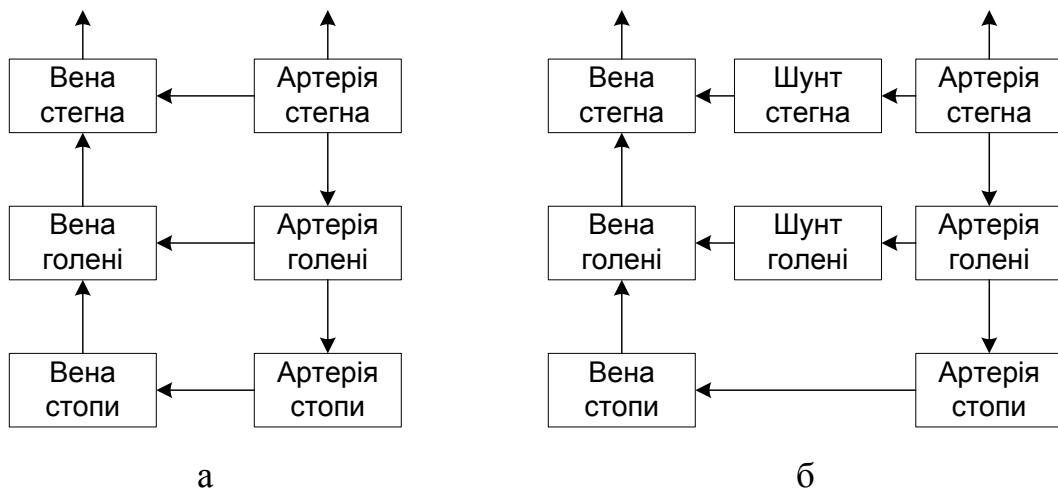 Вена
стегна
Артерія
стегна
Вена
голені
Артерія
голені
Вена
стопи
Артерія
стопи
а
Вена
стегна
Шунт
стегна
Артерія
стегна
Вена
голені
Шунт
голені
Артерія
голені
Вена
стопи
Артерія
стопи
б